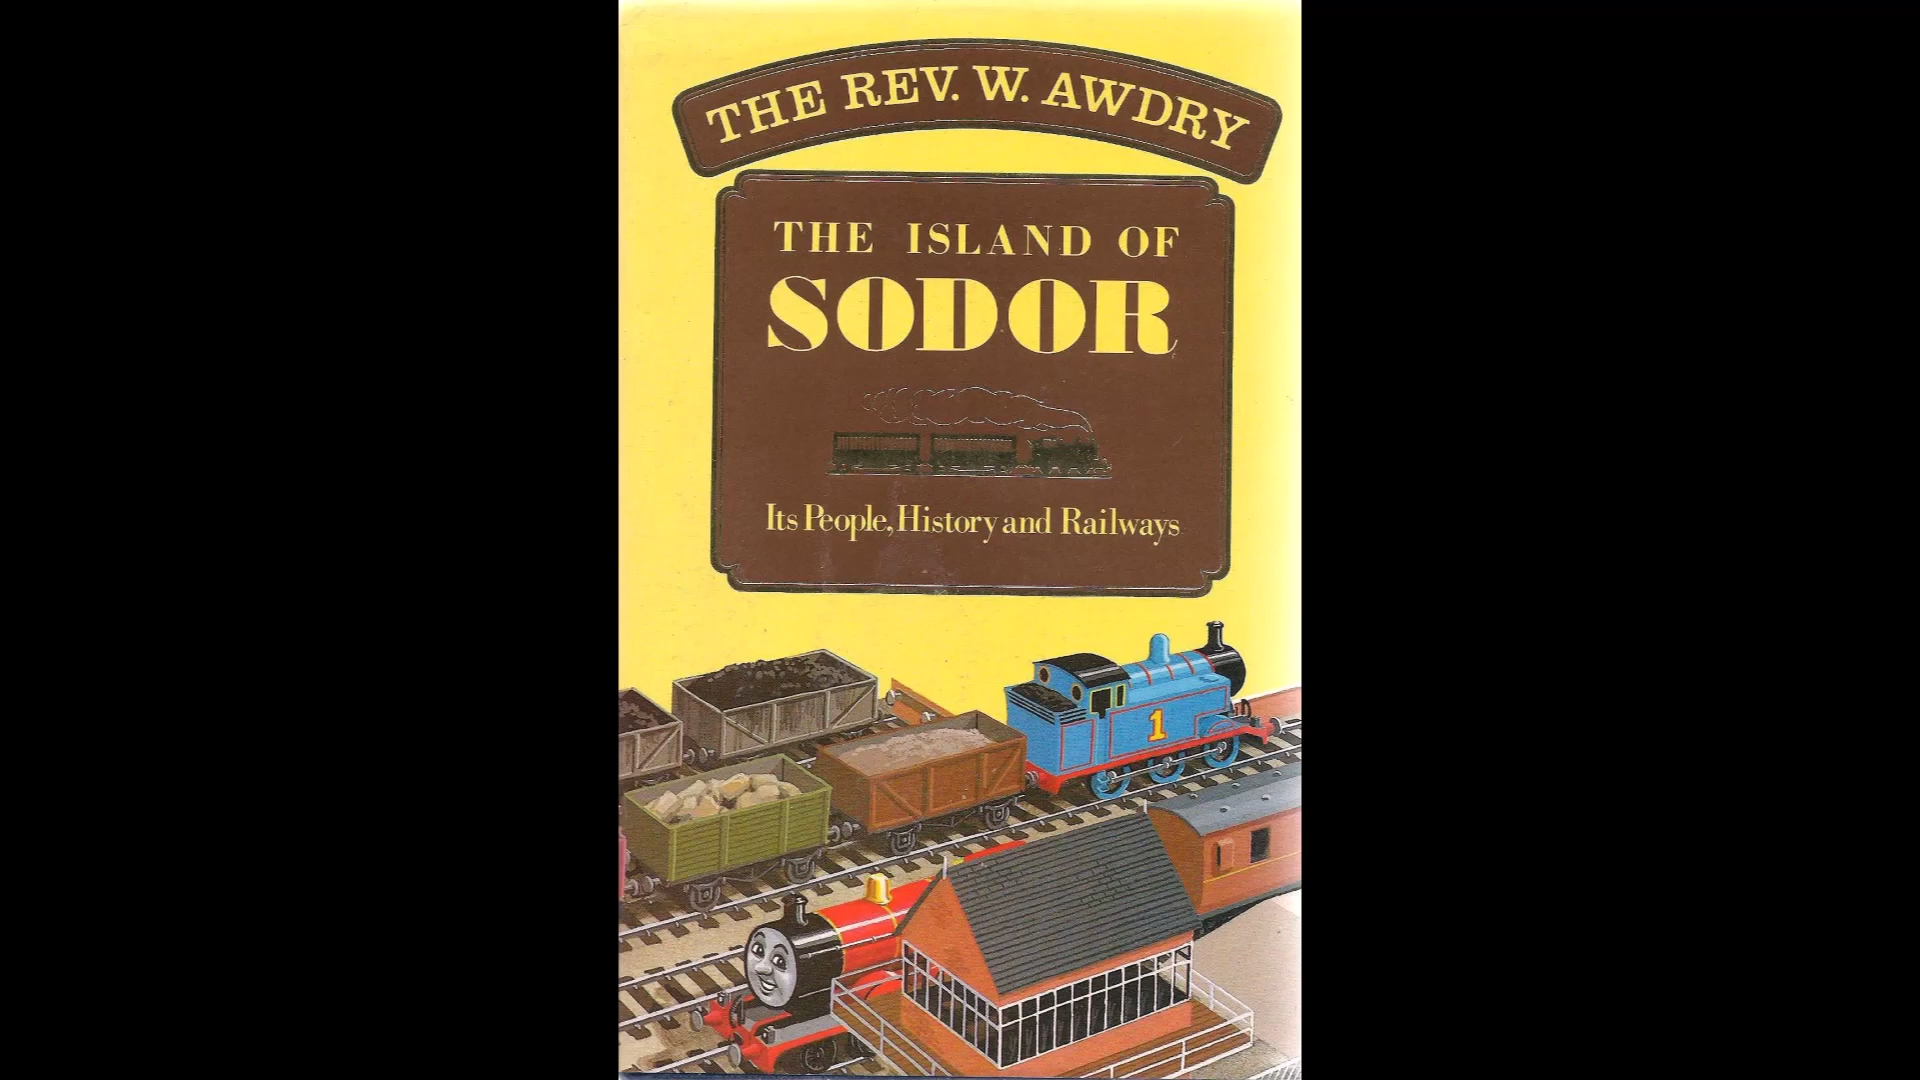 THE REV. W. AWDRY
THE ISLAND OF
SODOR
Its People, History and Railways
1